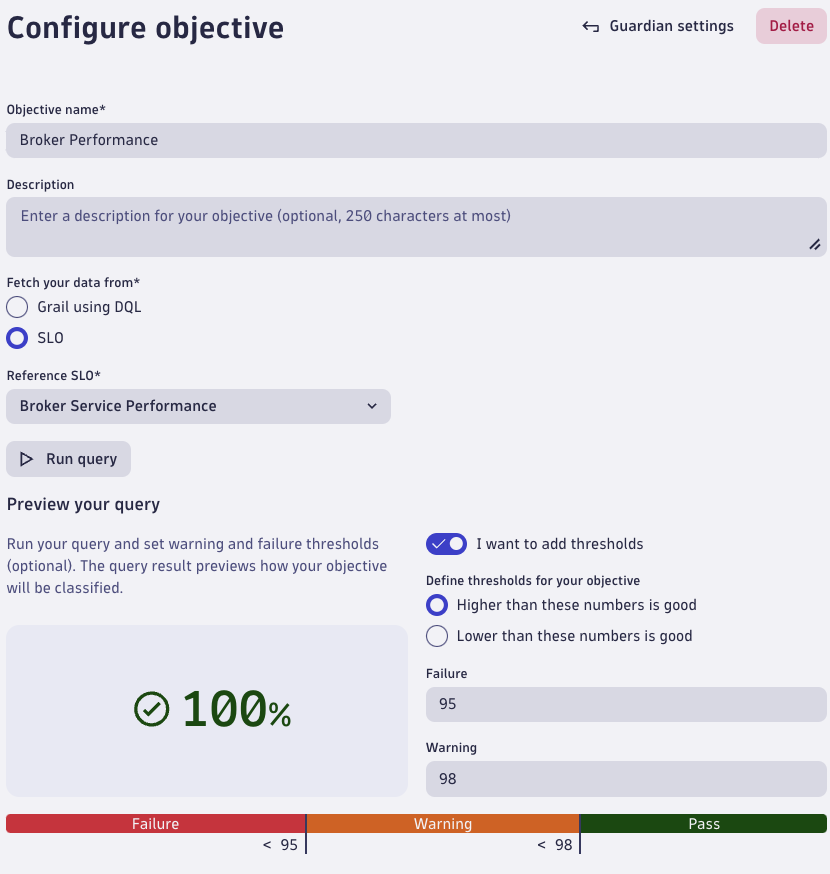 Configure objective
Guardian settings
Delete
Objective name*
Broker Performance
Description
Enter a description for your objective (optional, 250 characters at most)
Fetch your data from*
Grail using DQL
SLO
Reference SLO*
Broker Service Performance
Run query
Preview your query
Run your query and set warning and failure thresholds
(optional). The query result previews how your objective
will be classified.
100%
I want to add thresholds
Define thresholds for your objective
Higher than these numbers is good
Lower than these numbers is good
Failure
95
Warning
98
Failure Warning Pass
< 95 < 98